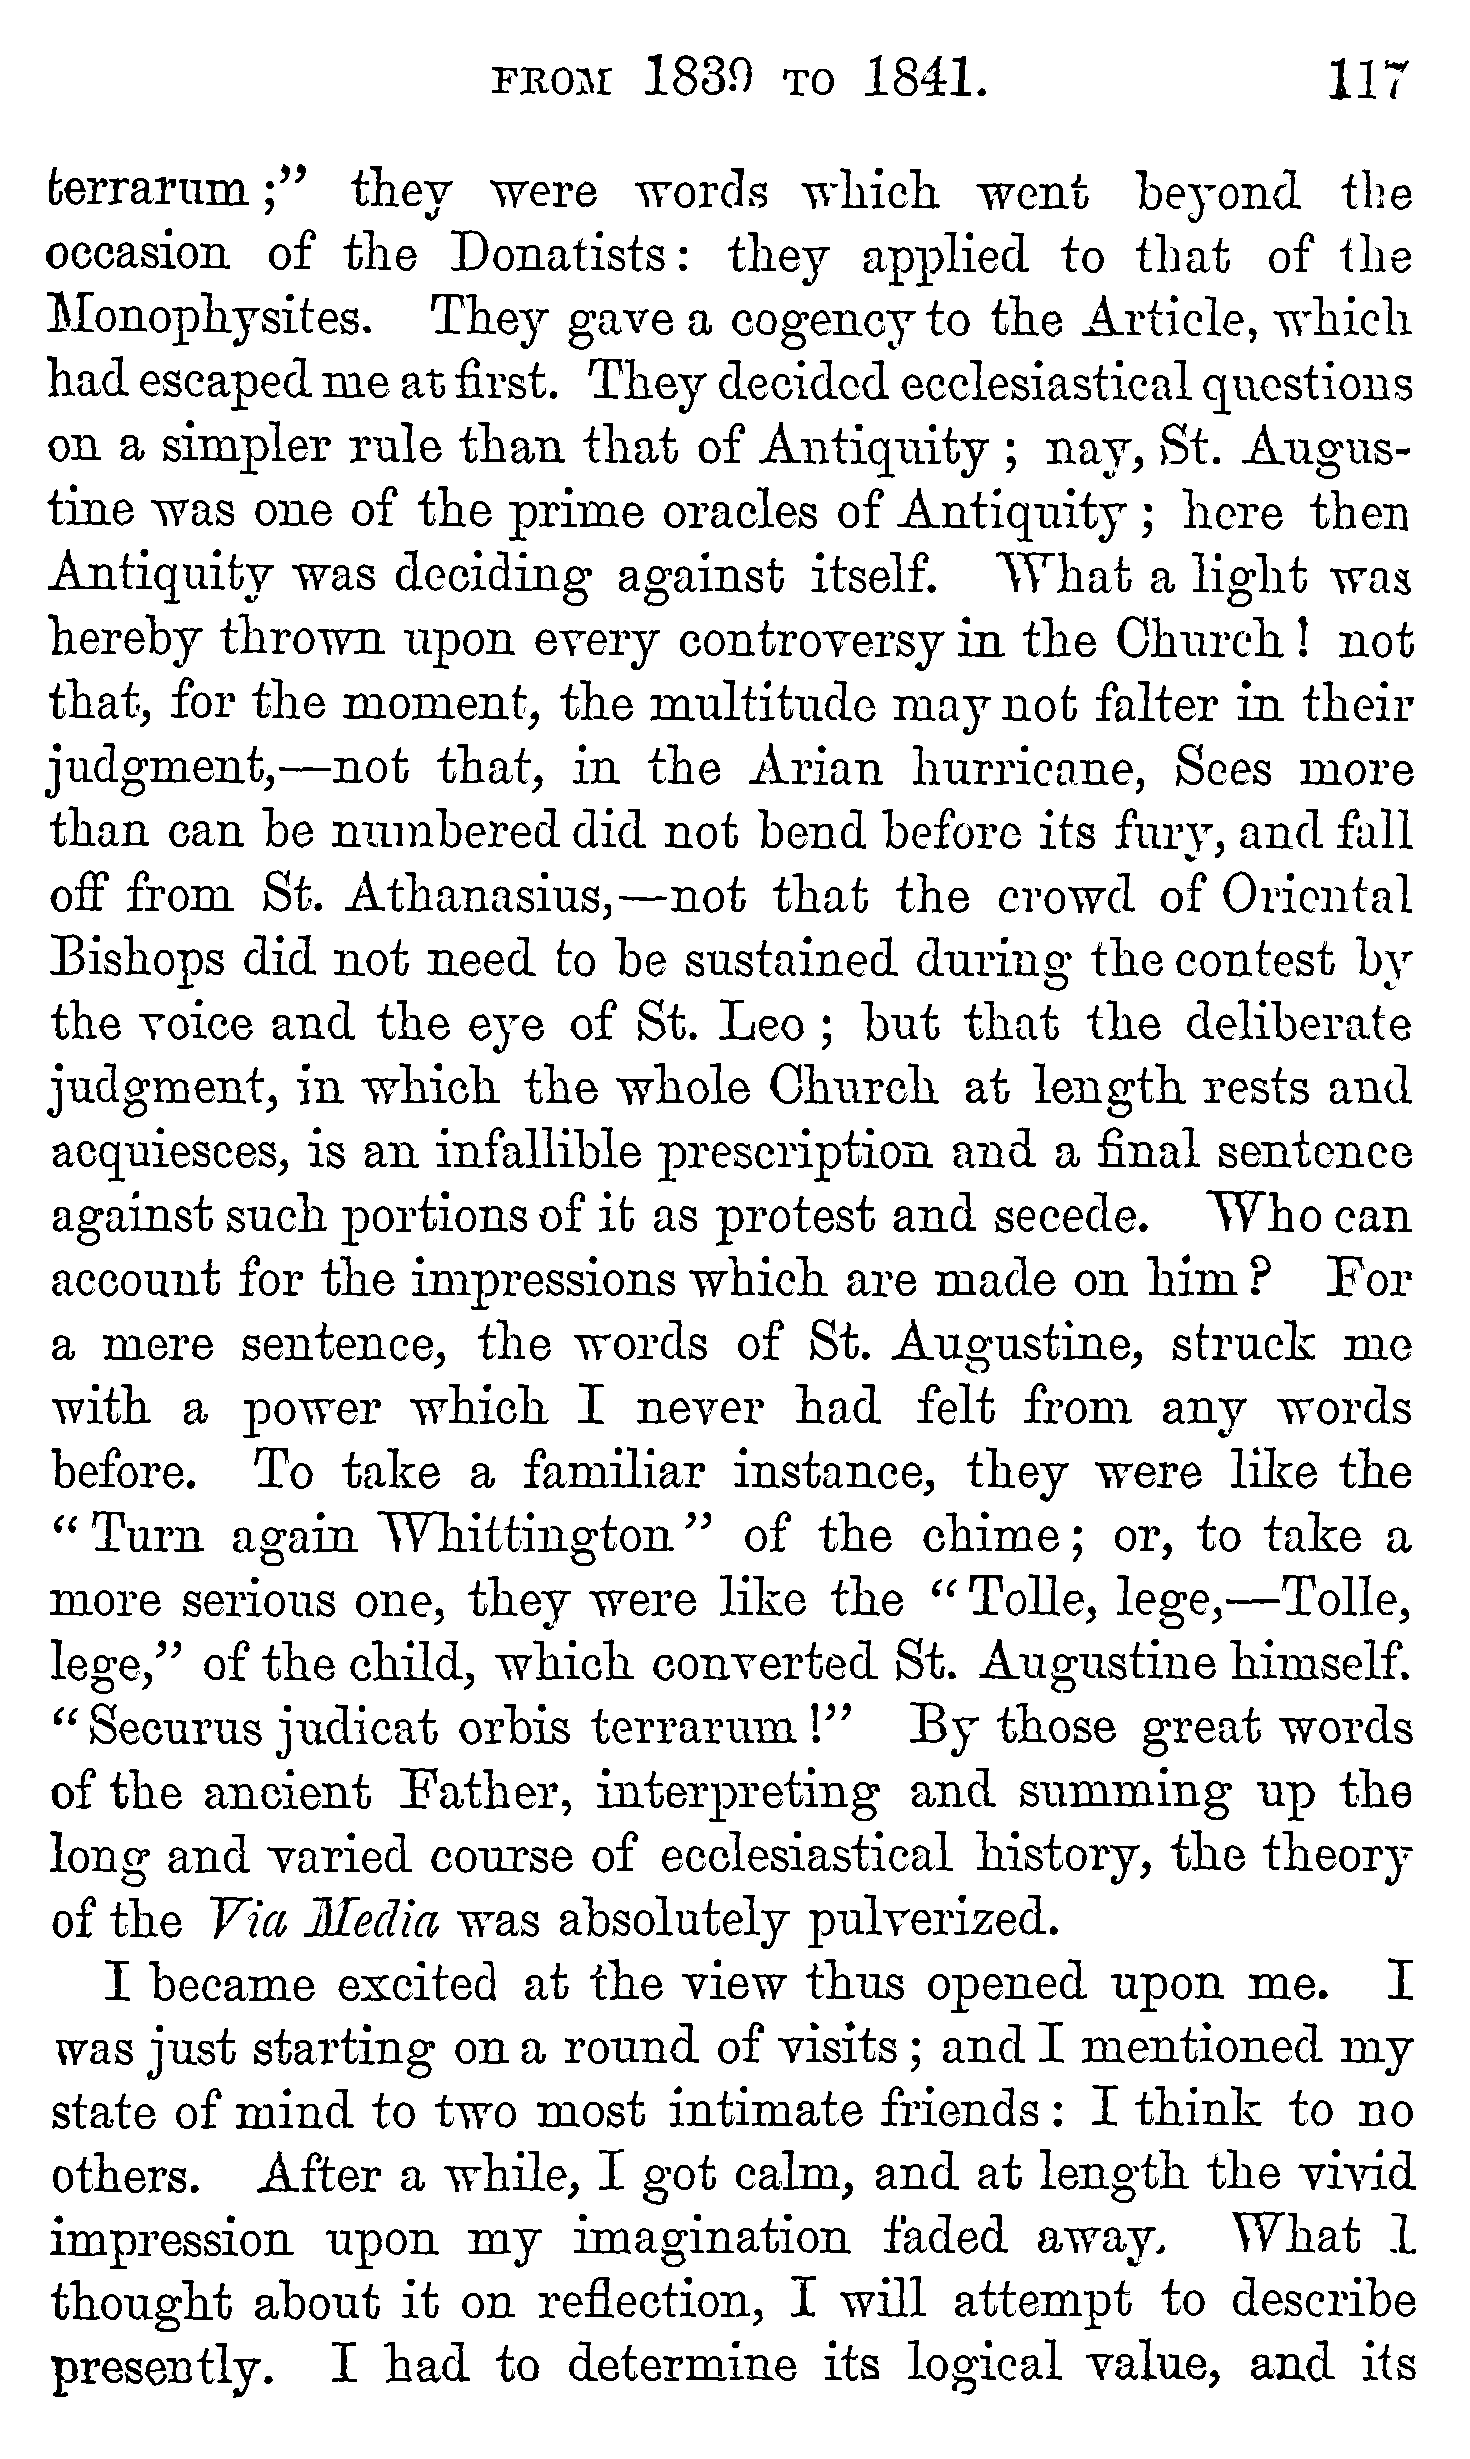 FROM 1839 TO 1841. 117
terrarum;” they were words which went beyond the
occasion of the Donatists: they applied to that of the
Monophysites. They gave a cogency to the Article, which
had escaped me at first. They decided ecclesiastical questions
on a simpler rule than that of Antiquity; nay, St. Augus-
tine was one of the prime oracles of Antiquity; here then
Antiquity was deciding against itself. What a light was
hereby thrown upon every controversy in the Church! not
that, for the moment, the multitude may not falter in their
judgment,—not that, in the Arian hurricane, Sees more
than can be numbered did not bend before its fury, and fall
off from St. Athanasius,—not that the crowd of Oriental
Bishops did not need to be sustained during the contest by
the voice and the eye of St. Leo; but that the deliberate
judgment, in which the whole Church at length rests and
acquiesces, is an infallible prescription and a final sentence
against such portions of it as protest and secede. Who can
account for the impressions which are made on him? For
a mere sentence, the words of St. Augustine, struck me
with a power which I never had felt from any words
before. To take a familiar instance, they were like the
“Turn again Whittington” of the chime; or, to take a
more serious one, they were like the “Tolle, lege,—Tolle,
lege,” of the child, which converted St. Augustine himself.
“Securus judicat orbis terrarum!” By those great words
of the ancient Father, interpreting and summing up the
long and varied course of ecclesiastical history, the theory
of the Via Media was absolutely pulverized.
I became excited at the view thus opened upon me. I
was just starting on a round of visits; and I mentioned my
state of mind to two most intimate friends: I think to no
others. After a while, I got calm, and at length the vivid
impression upon my imagination faded away. What I
thought about it on reflection, I will attempt to describe
presently. I had to determine its logical value, and its